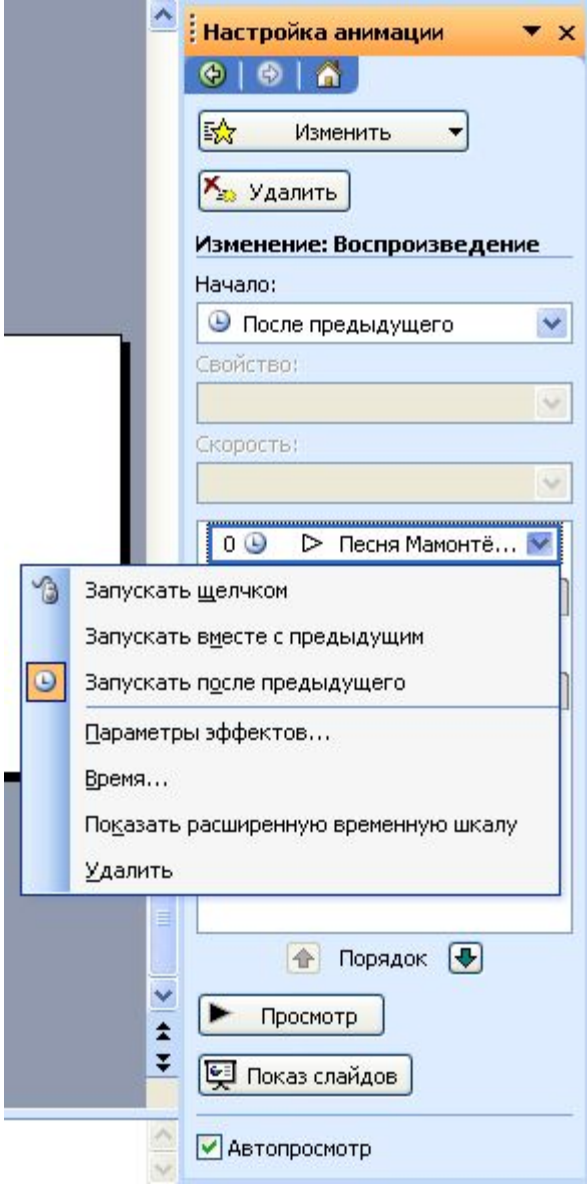 Настройка анимации
Изменить
Удалить
Изменение: Воспроизведение
Начало:
После предыдущего
Свойство:
Скорость:
0 Песня Мамонтё...
Запускать щелчком
Запускать вместе с предыдущим
Запускать после предыдущего
Параметры эффектов...
Время...
Показать расширенную временную шкалу
Удалить
Порядок
Просмотр
Показ слайдов
Автопросмотр